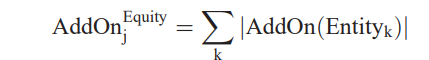 AddOn_j^Equity = ∑_k |AddOn(Entity_k)|